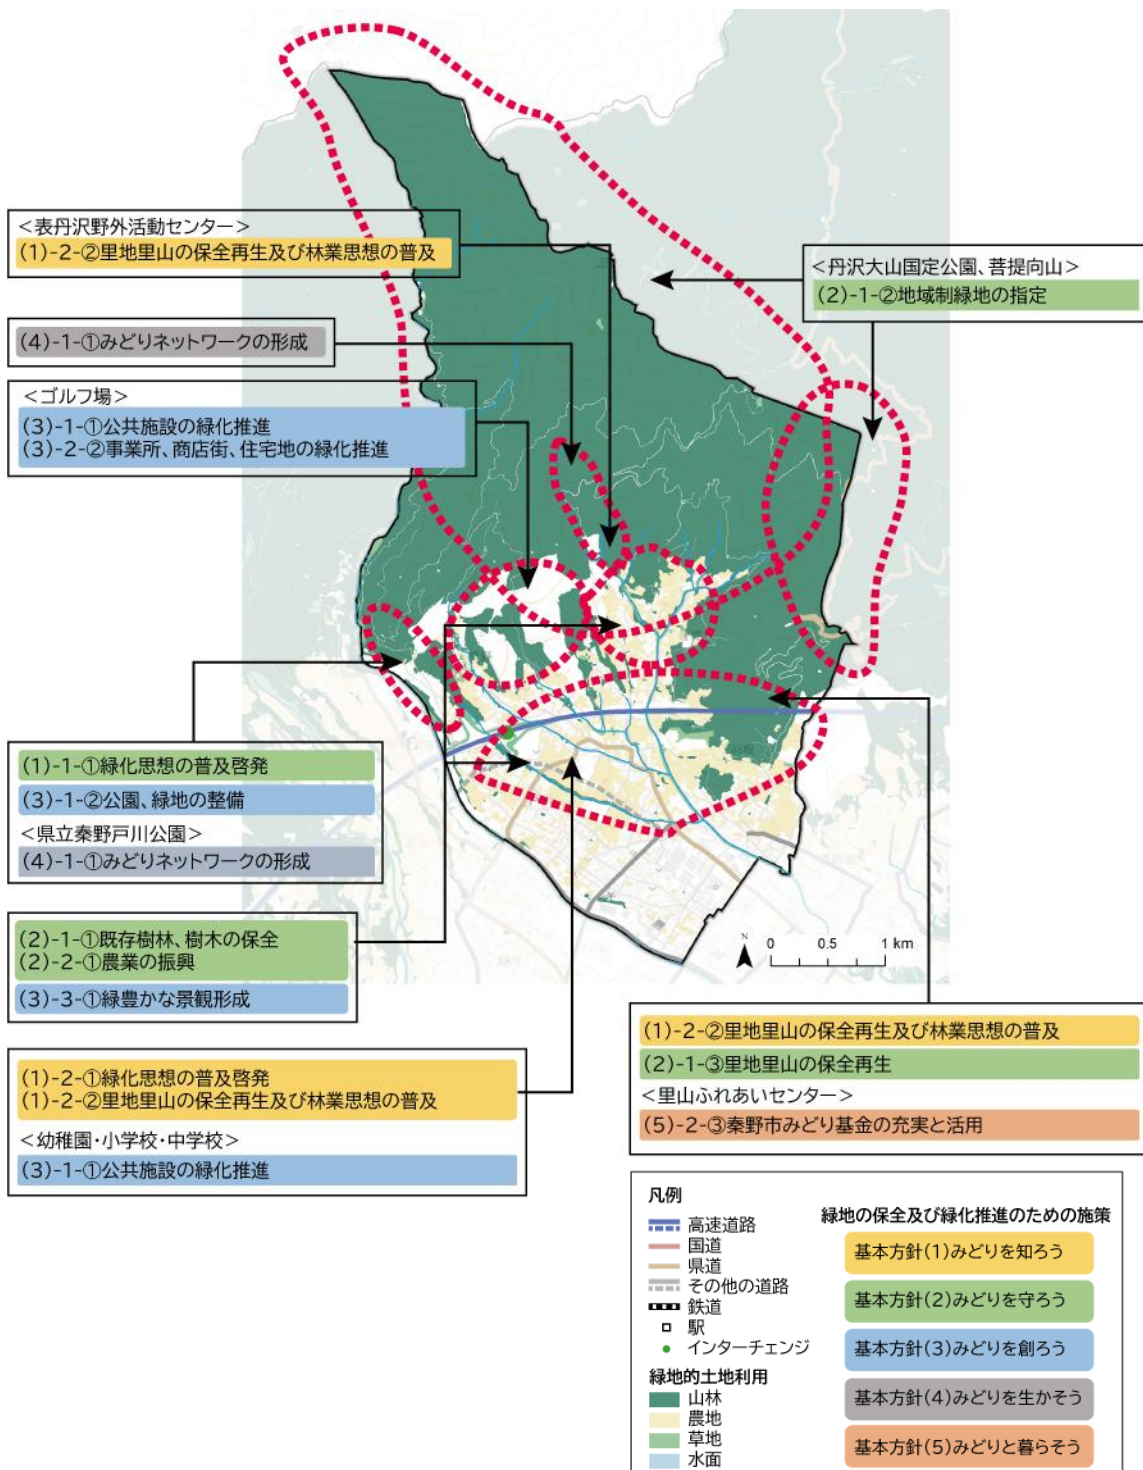 <表丹沢野外活動センター>
(1)-2-②里地里山の保全再生及び林業思想の普及
<丹沢大山国定公園、菩提向山>
(2)-1-②地域制緑地の指定
(4)-1-①みどりネットワークの形成
<ゴルフ場>
(3)-1-①公共施設の緑化推進
(3)-2-②事業所、商店街、住宅地の緑化推進
(1)-1-①緑化思想の普及啓発
(3)-1-②公園、緑地の整備
<県立秦野戸川公園>
(4)-1-①みどりネットワークの形成
(2)-1-①既存樹林、樹木の保全
(2)-2-①農業の振興
(3)-3-①緑豊かな景観形成
N
0 0.5 1 km
(1)-2-①緑化思想の普及啓発
(1)-2-②里地里山の保全再生及び林業思想の普及
<幼稚園・小学校・中学校>
(3)-1-①公共施設の緑化推進
(1)-2-②里地里山の保全再生及び林業思想の普及
(2)-1-③里地里山の保全再生
<里山ふれあいセンター>
(5)-2-③秦野市みどり基金の充実と活用
凡例
高速道路
国道
県道
その他の道路
鉄道
駅
インターチェンジ
緑地的土地利用
山林
農地
草地
水面
緑地の保全及び緑化推進のための施策
基本方針(1)みどりを知ろう
基本方針(2)みどりを守ろう
基本方針(3)みどりを創ろう
基本方針(4)みどりを生かそう
基本方針(5)みどりと暮らそう